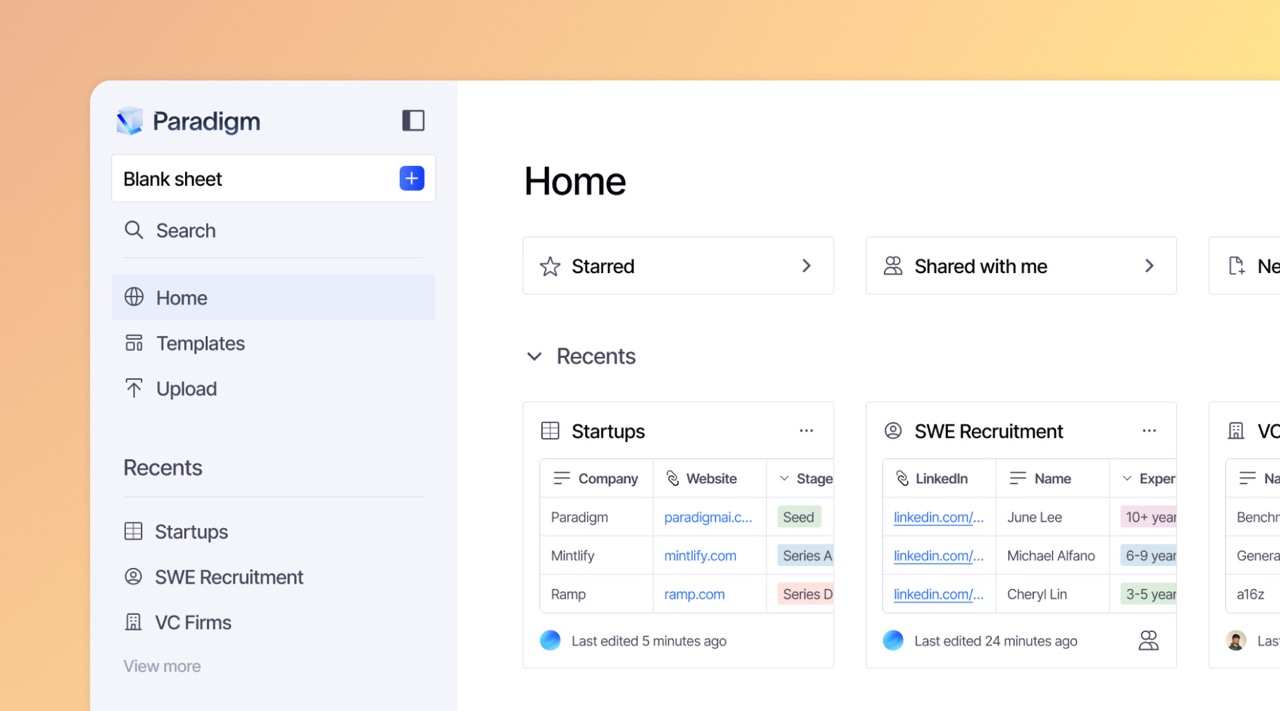 Paradigm
Blank sheet
Search
Home
Templates
Upload
Recents
Startups
SWE Recruitment
VC Firms
View more
Home
Starred
Shared with me
Ne
Recents
Startups
Company Website Stage
Paradigm paradigmai.c... Seed
Mintlify mintlify.com Series A
Ramp ramp.com Series D
Last edited 5 minutes ago
SWE Recruitment
LinkedIn Name Exper
linkedin.com/... June Lee 10+ year
linkedin.com/... Michael Alfano 6-9 year
linkedin.com/... Cheryl Lin 3-5 year
Last edited 24 minutes ago
VC
Na
Benchn
Genera
a16z
Las